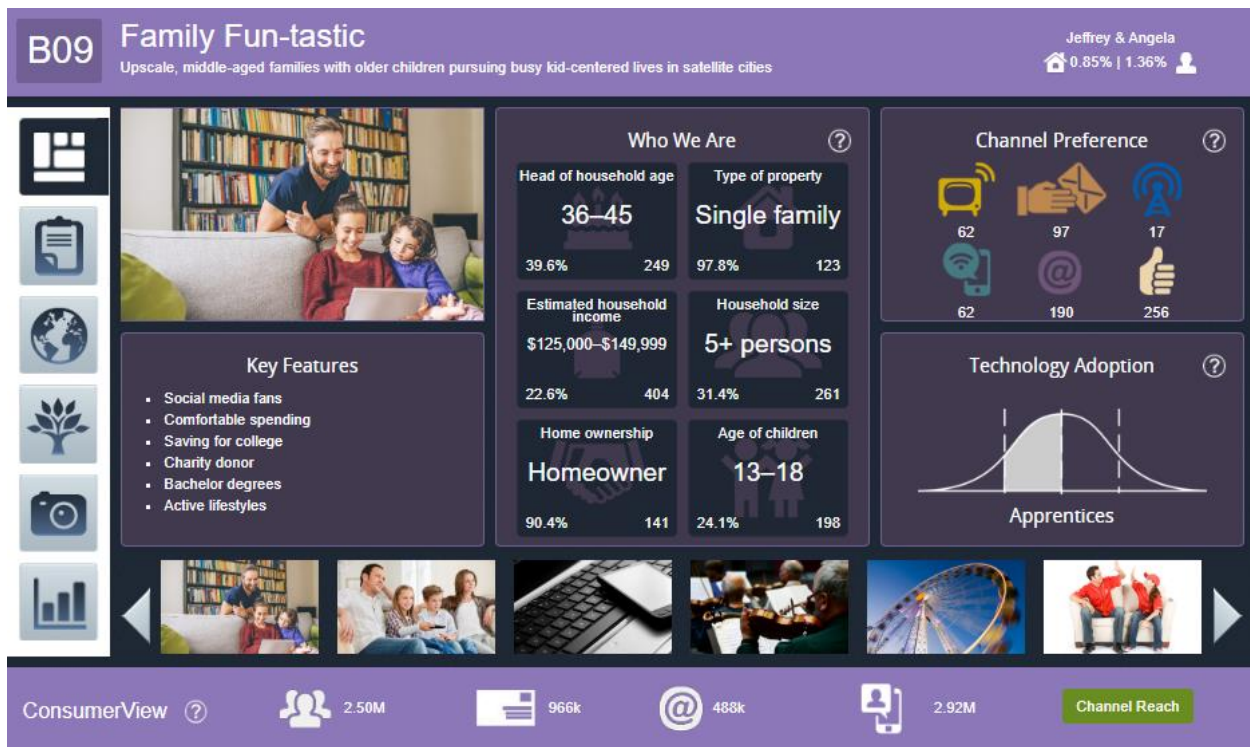 B09
Family Fun-tastic
Upscale, middle-aged families with older children pursuing busy kid-centered lives in satellite cities
Jeffrey & Angela
0.85% | 1.36%
Who We Are ?
Head of household age
36–45
39.6% 249
Type of property
Single family
97.8% 123
Estimated household
income
$125,000–$149,999
22.6% 404
Household size
5+ persons
31.4% 261
Home ownership
Homeowner
90.4% 141
Age of children
13–18
24.1% 198
Channel Preference ?
62 97 17
@
62 190 256
Key Features
▪ Social media fans
▪ Comfortable spending
▪ Saving for college
▪ Charity donor
▪ Bachelor degrees
▪ Active lifestyles
Technology Adoption ?
Apprentices
ConsumerView ? 2.50M 966k @ 488k 2.92M Channel Reach